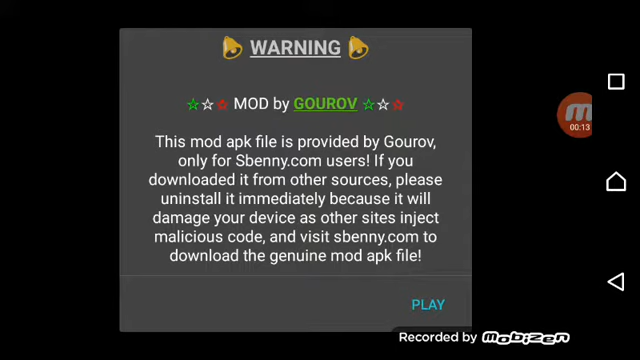 WARNING
☆☆☆ MOD by GOUROV ☆☆☆
This mod apk file is provided by Gourov,
only for Sbenny.com users! If you
downloaded it from other sources, please
uninstall it immediately because it will
damage your device as other sites inject
malicious code, and visit sbenny.com to
download the genuine mod apk file!
PLAY
00:13
Recorded by MOBIZEN